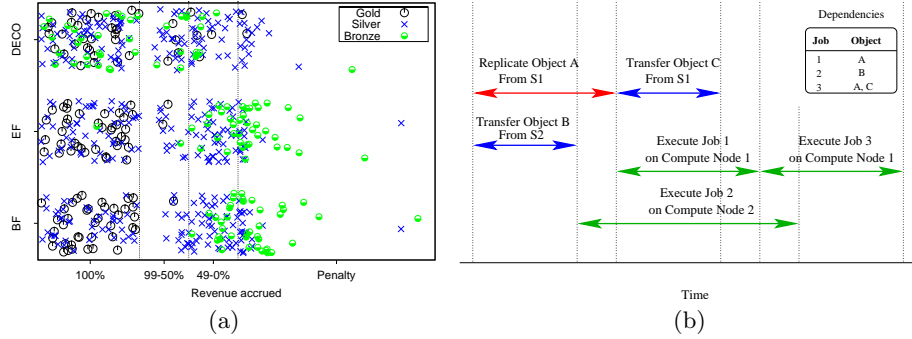 Gold
Silver
Bronze
DECO
EF
BF
100%
99-50%
49-0%
Penalty
Revenue accrued
(a)
Dependencies
Job Object
1 A
2 B
3 A, C
Replicate Object A
From S1
Transfer Object C
From S1
Transfer Object B
From S2
Execute Job 1
on Compute Node 1
Execute Job 3
on Compute Node 1
Execute Job 2
on Compute Node 2
Time
(b)